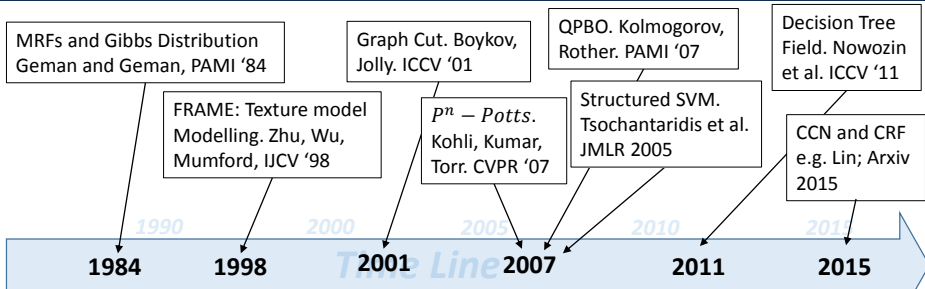 MRFs and Gibbs Distribution
Geman and Geman, PAMI ‘84
FRAME: Texture model
Modelling. Zhu, Wu,
Mumford, IJCV ‘98
Graph Cut. Boykov,
Jolly. ICCV ‘01
P^n − Potts.
Kohli, Kumar,
Torr. CVPR ‘07
QPBO. Kolmogorov,
Rother. PAMI ‘07
Structured SVM.
Tsochantaridis et al.
JMLR 2005
Decision Tree
Field. Nowozin
et al. ICCV ‘11
CCN and CRF
e.g. Lin; Arxiv
2015
1990 2000 2005 2010 2015
Time Line
1984 1998 2001 2007 2011 2015